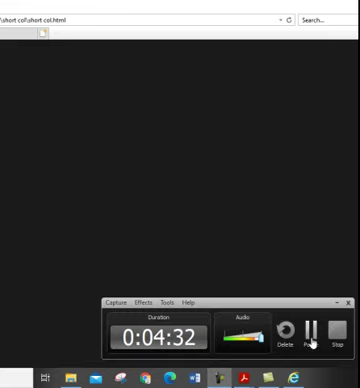 \short col\short col.html
Search...
Capture Effects Tools Help
Duration
Audio
0:04:32
Delete
Stop